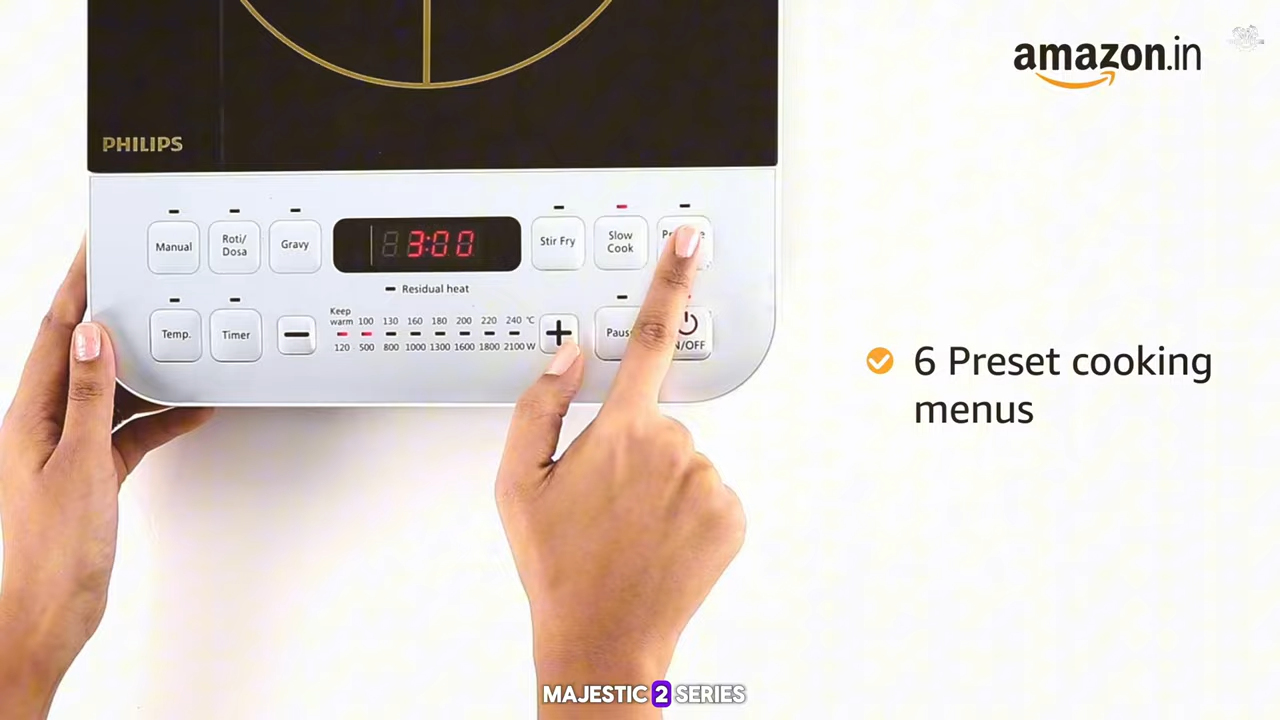 amazon.in
PHILIPS
Manual
Roti/
Dosa
Gravy
3:00
Stir Fry
Slow
Cook
Residual heat
Temp.
Timer
Keep
warm 100 130 160 180 200 220 240 °C
120 500 800 1000 1300 1600 1800 2100 W
6 Preset cooking
menus
MAJESTIC 2 SERIES